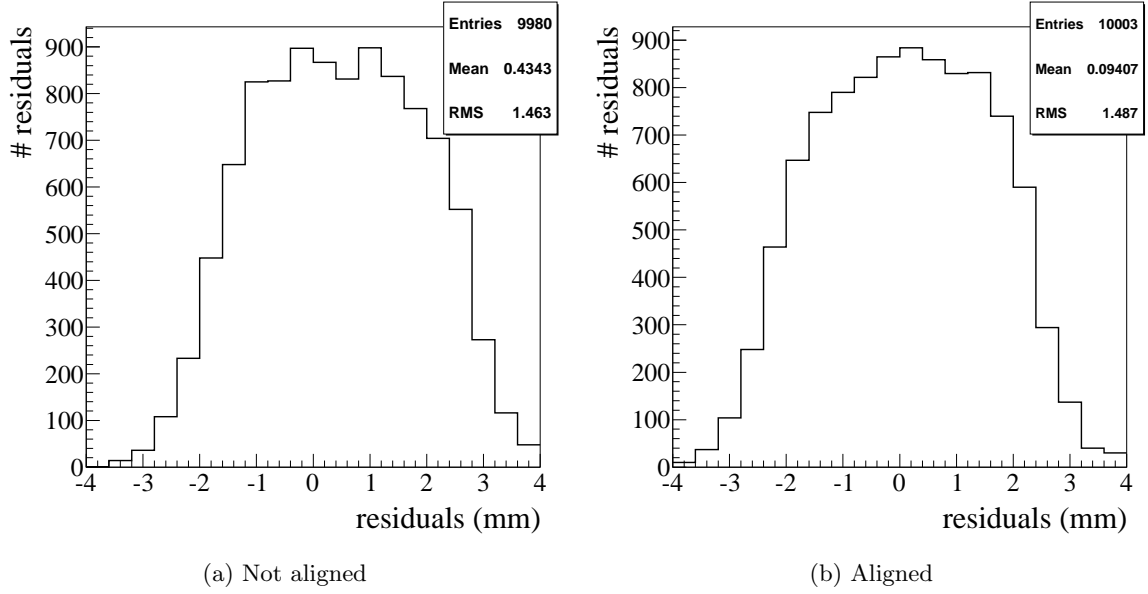 Entries 9980
Mean 0.4343
RMS 1.463
# residuals
900
800
700
600
500
400
300
200
100
0
-4 -3 -2 -1 0 1 2 3 4
residuals (mm)
(a) Not aligned
Entries 10003
Mean 0.09407
RMS 1.487
# residuals
900
800
700
600
500
400
300
200
100
0
-4 -3 -2 -1 0 1 2 3 4
residuals (mm)
(b) Aligned